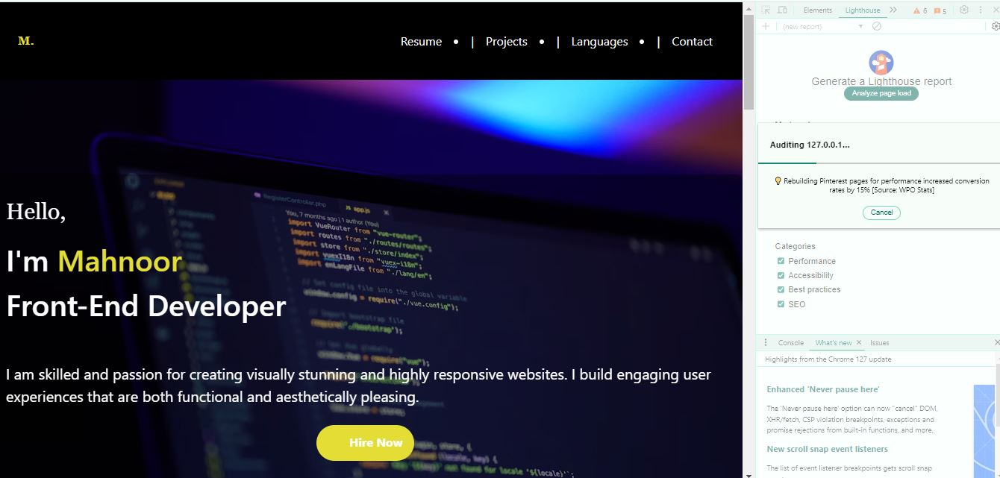 M.
Resume • | Projects • | Languages • | Contact
Hello,
I'm Mahnoor
Front-End Developer
I am skilled and passion for creating visually stunning and highly responsive websites. I build engaging user
experiences that are both functional and aesthetically pleasing.
Hire Now
RegisterController.php
JS app.js
You, 7 months ago | 1 author (You)
import VueRouter from "vue-router";
import routes from "./routes/routes";
import store from "./store/index";
import vuexI18n from "vuex-i18n";
import enLangFile from "./lang/en";
// Set config file into the global variable
window.config = require("./vue.config");
// Import bootstrap file
require("./bootstrap");
Elements
Lighthouse
6
5
(new report)
Generate a Lighthouse report
Analyze page load
Auditing 127.0.0.1...
💡 Rebuilding Pinterest pages for performance increased conversion
rates by 15% [Source: WPO Stats]
Cancel
Categories
Performance
Accessibility
Best practices
SEO
Console
What's new
Issues
Highlights from the Chrome 127 update
Enhanced 'Never pause here'
The 'Never pause here' option can now "cancel" DOM,
XHR/fetch, CSP violation breakpoints, exceptions and
promise rejections from built-in functions, and more.
New scroll snap event listeners
The list of event listener breakpoints gets scroll snap